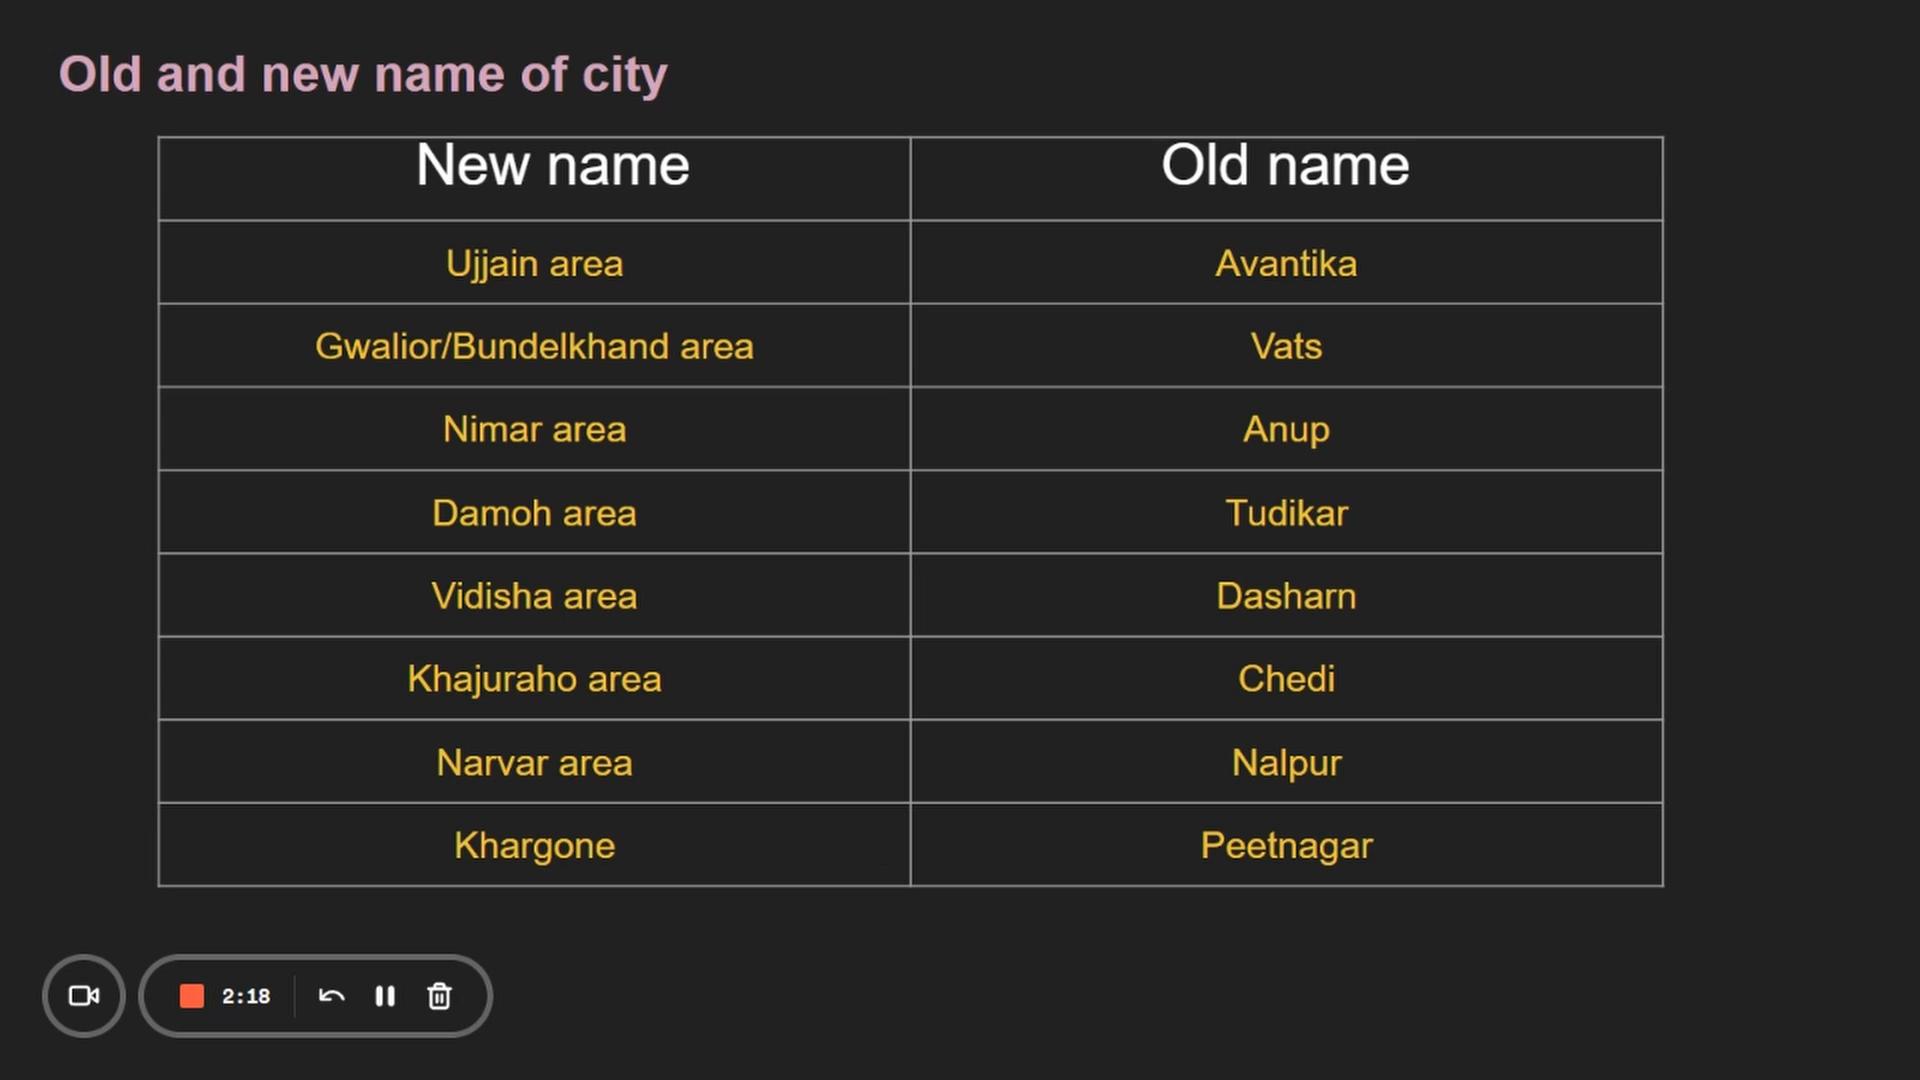 Old and new name of city
New name Old name
Ujjain area Avantika
Gwalior/Bundelkhand area Vats
Nimar area Anup
Damoh area Tudikar
Vidisha area Dasharn
Khajuraho area Chedi
Narvar area Nalpur
Khargone Peetnagar
2:18